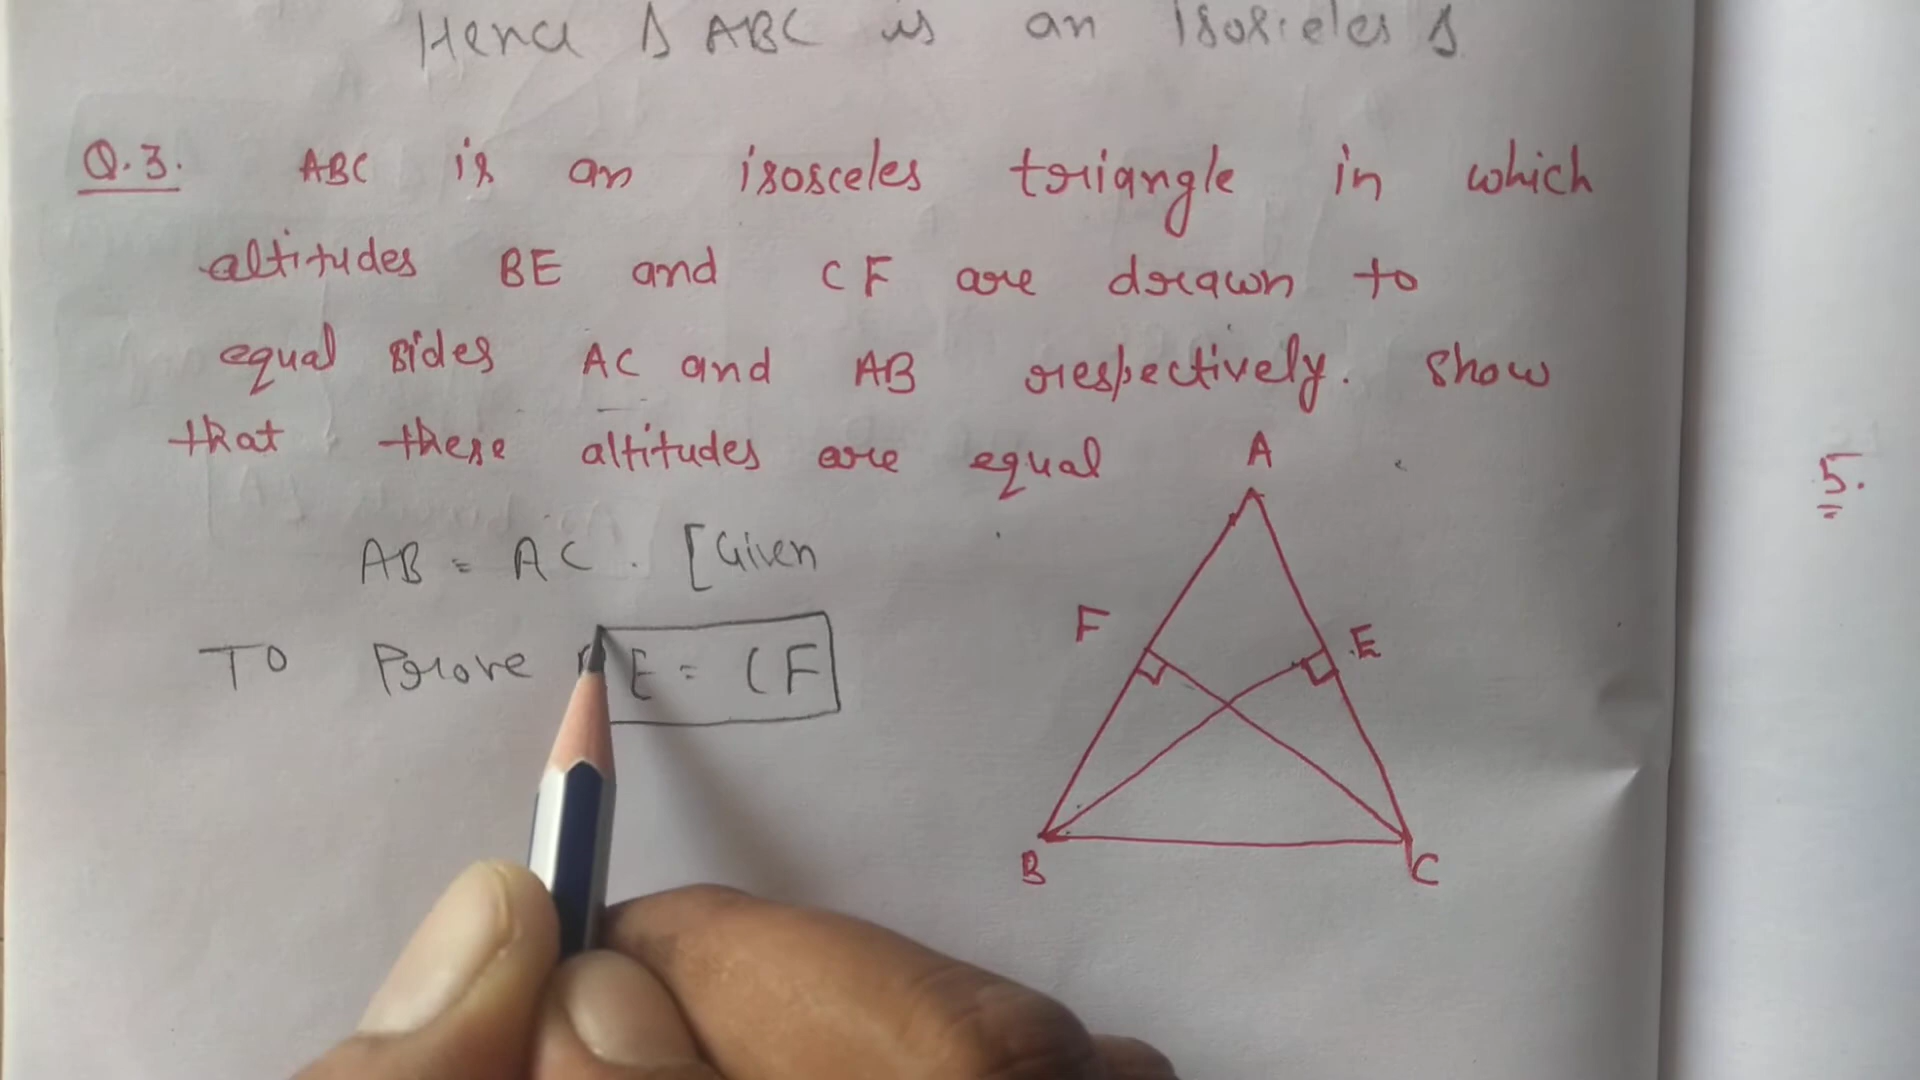 Hence Δ ABC is an Isosceles Δ.
Q.3. ABC is an isosceles triangle in which
altitudes BE and CF are drawn to
equal sides AC and AB respectively. Show
that these altitudes are equal
AB = AC. [Given
To Prove E = CF
A
F
E
B
C
5.